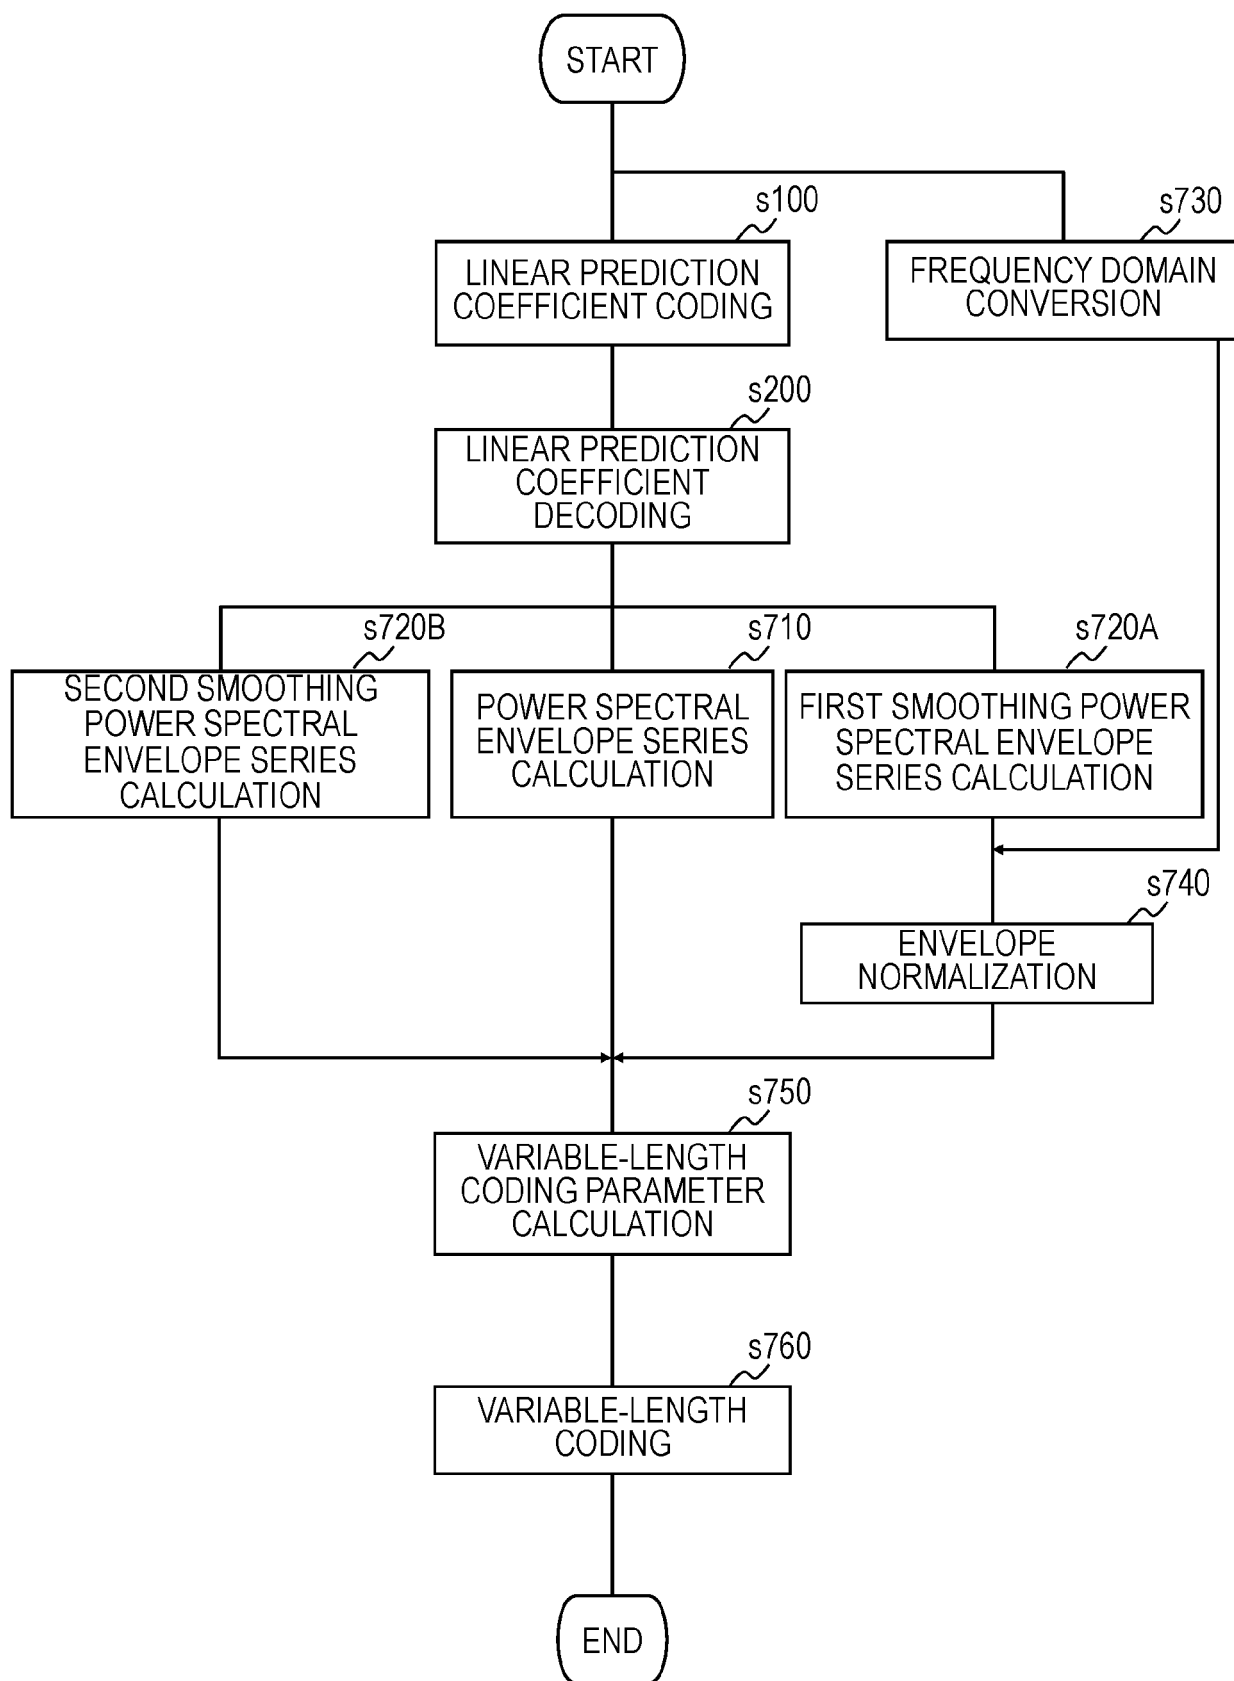 START
s100
s730
LINEAR PREDICTION
COEFFICIENT CODING
FREQUENCY DOMAIN
CONVERSION
s200
LINEAR PREDICTION
COEFFICIENT
DECODING
s720B
s710
s720A
SECOND SMOOTHING
POWER SPECTRAL
ENVELOPE SERIES
CALCULATION
POWER SPECTRAL
ENVELOPE SERIES
CALCULATION
FIRST SMOOTHING POWER
SPECTRAL ENVELOPE
SERIES CALCULATION
s740
ENVELOPE
NORMALIZATION
s750
VARIABLE-LENGTH
CODING PARAMETER
CALCULATION
s760
VARIABLE-LENGTH
CODING
END